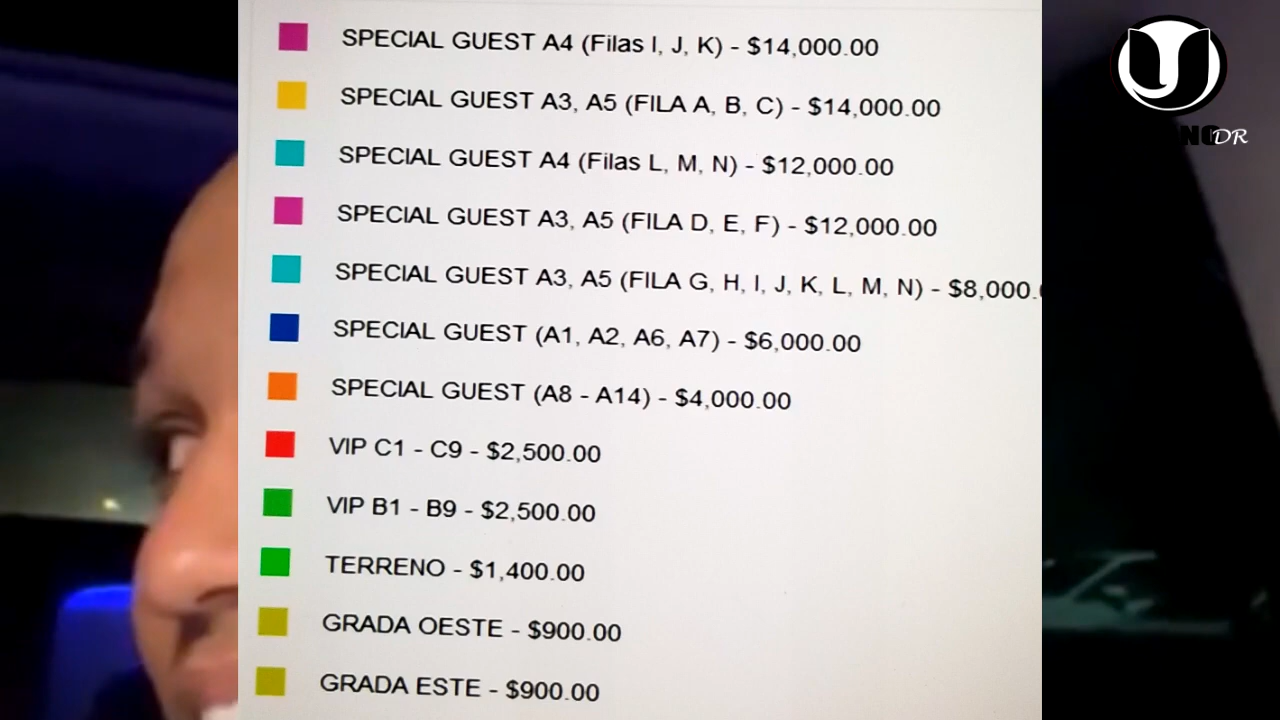 SPECIAL GUEST A4 (Filas I, J, K) - $14,000.00
SPECIAL GUEST A3, A5 (FILA A, B, C) - $14,000.00
SPECIAL GUEST A4 (Filas L, M, N) - $12,000.00
SPECIAL GUEST A3, A5 (FILA D, E, F) - $12,000.00
SPECIAL GUEST A3, A5 (FILA G, H, I, J, K, L, M, N) - $8,000.
SPECIAL GUEST (A1, A2, A6, A7) - $6,000.00
SPECIAL GUEST (A8 - A14) - $4,000.00
VIP C1 - C9 - $2,500.00
VIP B1 - B9 - $2,500.00
TERRENO - $1,400.00
GRADA OESTE - $900.00
GRADA ESTE - $900.00
DR